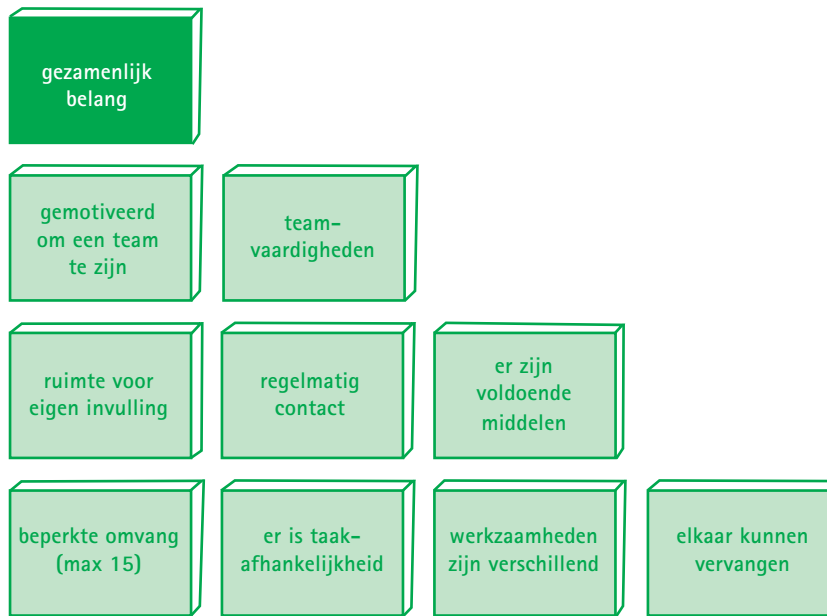 gezamenlijk
belang
gemotiveerd
om een team
te zijn
team-
vaardigheden
ruimte voor
eigen invulling
regelmatig
contact
er zijn
voldoende
middelen
beperkte omvang
(max 15)
er is taak-
afhankelijkheid
werkzaamheden
zijn verschillend
elkaar kunnen
vervangen